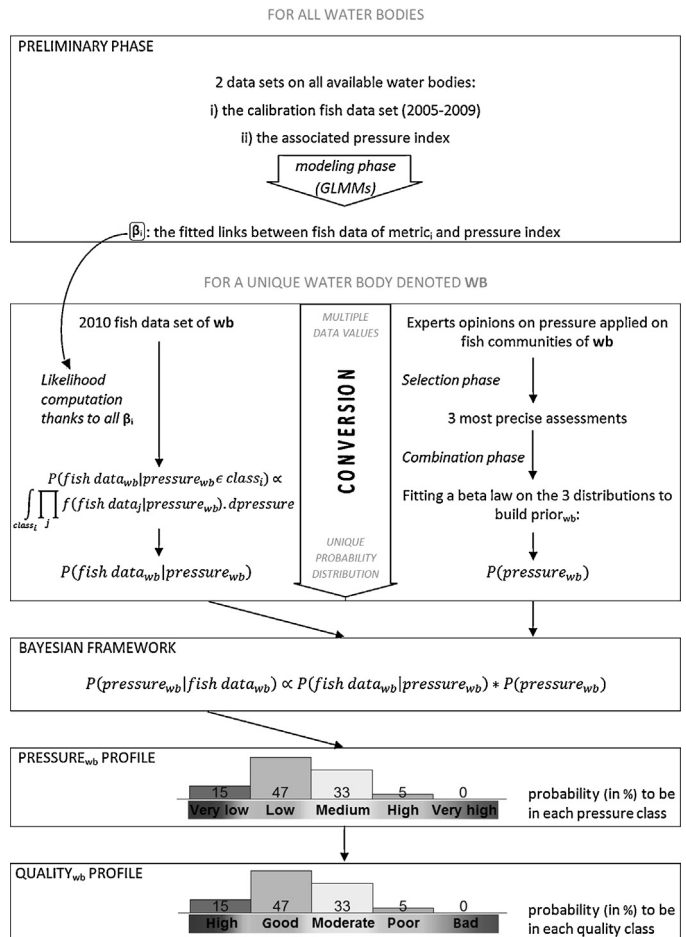 FOR ALL WATER BODIES
PRELIMINARY PHASE
2 data sets on all available water bodies:
i) the calibration fish data set (2005-2009)
ii) the associated pressure index
modeling phase
(GLMMs)
βi: the fitted links between fish data of metrici and pressure index
FOR A UNIQUE WATER BODY DENOTED WB
2010 fish data set of wb
Likelihood
computation
thanks to all βi
P(fish datawb|pressurewb ϵ classi) ∝
∫classi ∏j f(fish dataj|pressurewb).dpressure
P(fish datawb|pressurewb)
MULTIPLE
DATA VALUES
CONVERSION
UNIQUE
PROBABILITY
DISTRIBUTION
Experts opinions on pressure applied on
fish communities of wb
Selection phase
3 most precise assessments
Combination phase
Fitting a beta law on the 3 distributions to
build priorwb:
P(pressurewb)
BAYESIAN FRAMEWORK
P(pressurewb|fish datawb) ∝ P(fish datawb|pressurewb) * P(pressurewb)
PRESSUREwb PROFILE
15 47 33 5 0
Very low Low Medium High Very high
probability (in %) to be
in each pressure class
QUALITYwb PROFILE
15 47 33 5 0
High Good Moderate Poor Bad
probability (in %) to be
in each quality class